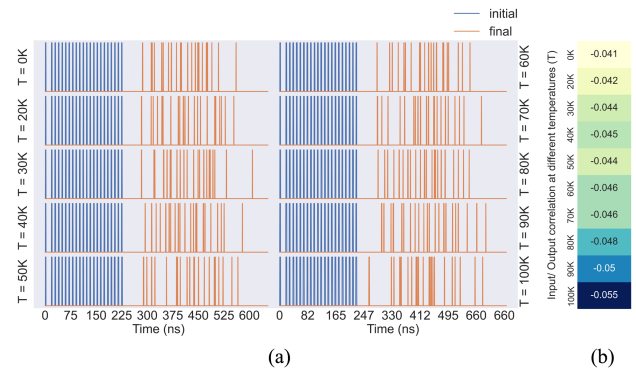 initial
final
T = 0K
T = 20K
T = 30K
T = 40K
T = 50K
T = 60K
T = 70K
T = 80K
T = 90K
T = 100K
0 75 150 225 300 375 450 525 600
Time (ns)
0 82 165 247 330 412 495 577 660 660
Time (ns)
(a)
Input/ Output correlation at different temperatures (T)
0K -0.041
20K -0.042
30K -0.044
40K -0.045
50K -0.044
60K -0.046
70K -0.046
80K -0.048
90K -0.05
100K -0.055
(b)